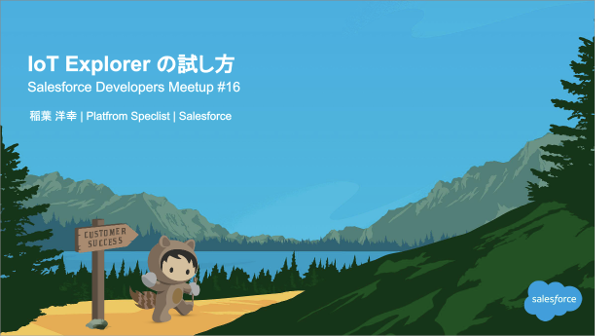 IoT Explorer の試し方
Salesforce Developers Meetup #16
稲葉 洋幸 | Platfrom Speclist | Salesforce
CUSTOMER
SUCCESS
salesforce